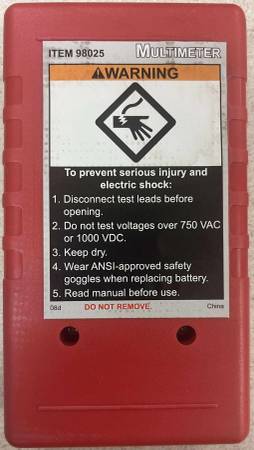 ITEM 98025 MULTIMETER
WARNING
To prevent serious injury and
electric shock:
1. Disconnect test leads before
opening.
2. Do not test voltages over 750 VAC
or 1000 VDC.
3. Keep dry.
4. Wear ANSI-approved safety
goggles when replacing battery.
5. Read manual before use.
08d DO NOT REMOVE. China